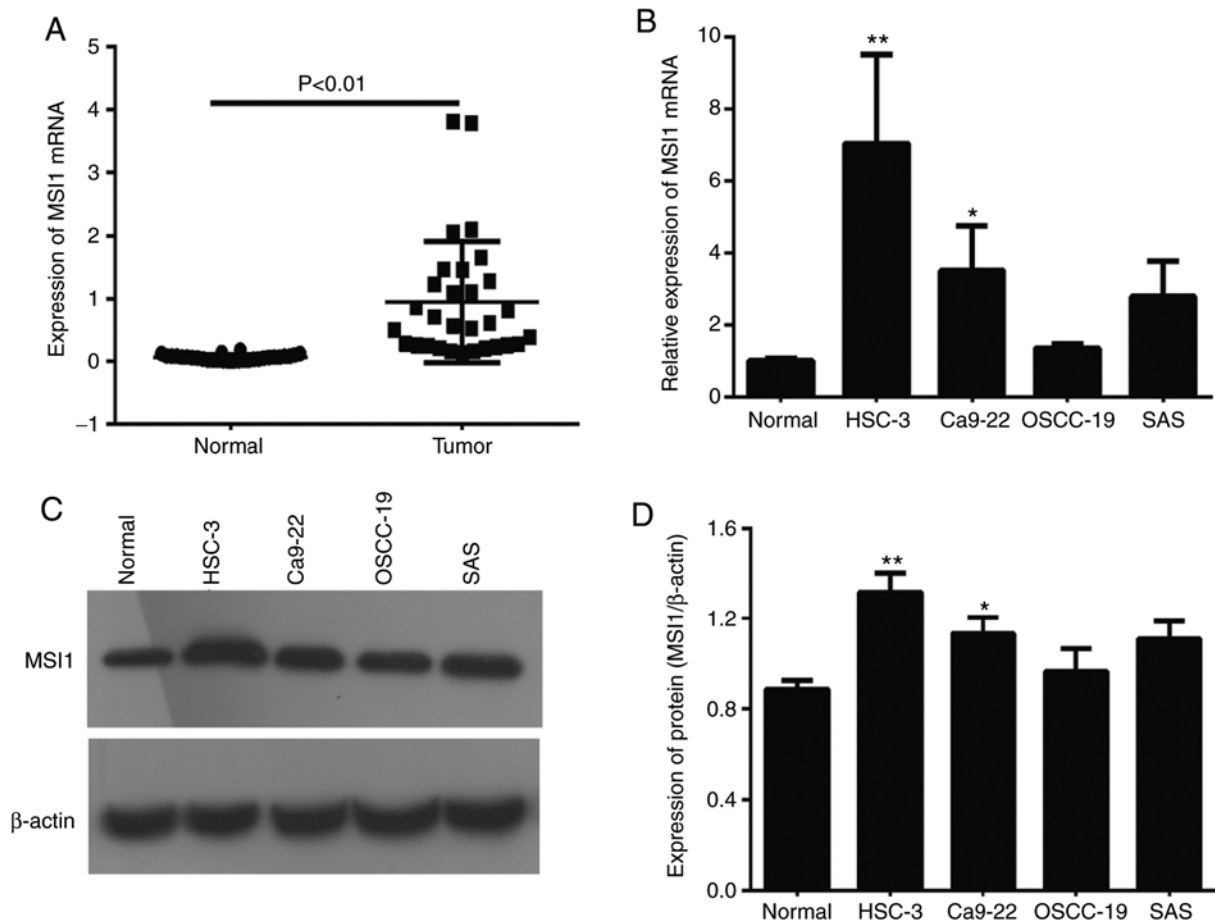 A
Expression of MSI1 mRNA
5
4
3
2
1
0
−1
P<0.01
Normal Tumor
B
Relative expression of MSI1 mRNA
10
8
6
4
2
0
**
*
Normal HSC-3 Ca9-22 OSCC-19 SAS
C
Normal HSC-3 Ca9-22 OSCC-19 SAS
MSI1
β-actin
D
Expression of protein (MSI1/β-actin)
1.6
1.2
0.8
0.4
0.0
**
*
Normal HSC-3 Ca9-22 OSCC-19 SAS